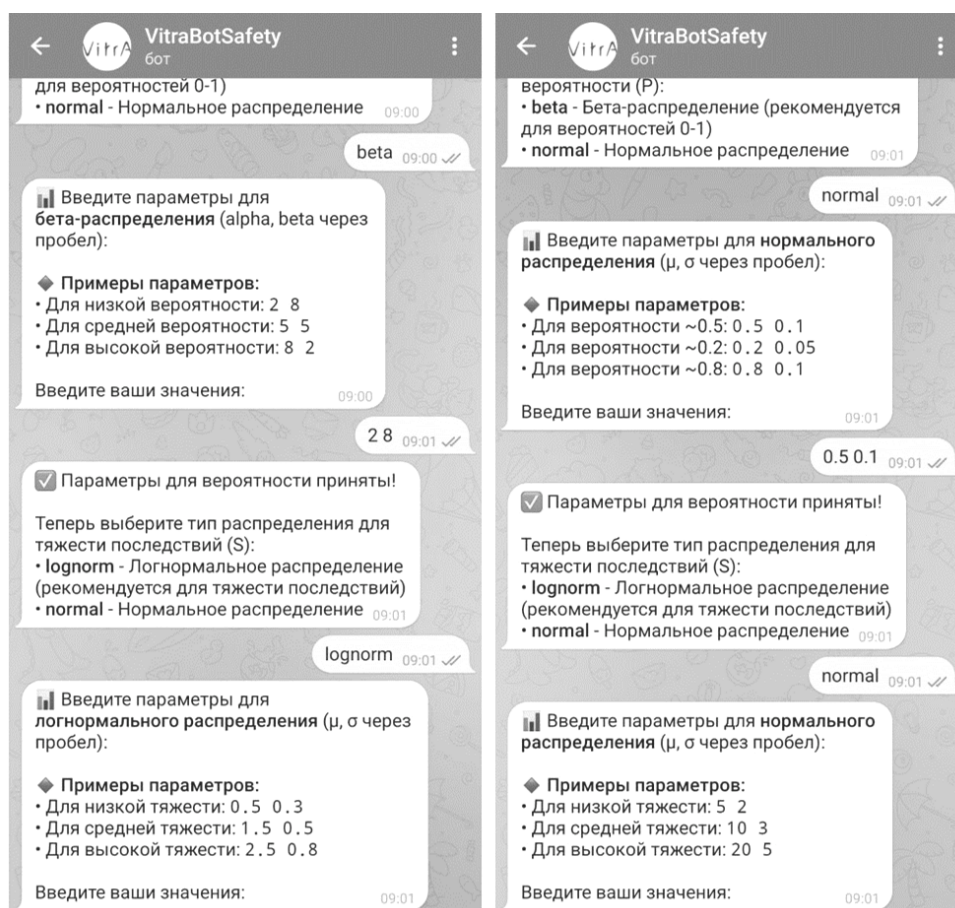 VitraBotSafety
бот
VitrA
для вероятностей 0-1)
• normal - Нормальное распределение 09:00
beta 09:00
Введите параметры для
бета-распределения (alpha, beta через
пробел):
Примеры параметров:
• Для низкой вероятности: 2 8
• Для средней вероятности: 5 5
• Для высокой вероятности: 8 2
Введите ваши значения: 09:00
2 8 09:01
Параметры для вероятности приняты!
Теперь выберите тип распределения для
тяжести последствий (S):
• lognorm - Логнормальное распределение
(рекомендуется для тяжести последствий)
• normal - Нормальное распределение 09:01
lognorm 09:01
Введите параметры для
логнормального распределения (μ, σ через
пробел):
Примеры параметров:
• Для низкой тяжести: 0.5 0.3
• Для средней тяжести: 1.5 0.5
• Для высокой тяжести: 2.5 0.8
Введите ваши значения: 09:01
VitraBotSafety
бот
VitrA
вероятности (P):
• beta - Бета-распределение (рекомендуется
для вероятностей 0-1)
• normal - Нормальное распределение 09:01
normal 09:01
Введите параметры для нормального
распределения (μ, σ через пробел):
Примеры параметров:
• Для вероятности ~0.5: 0.5 0.1
• Для вероятности ~0.2: 0.2 0.05
• Для вероятности ~0.8: 0.8 0.1
Введите ваши значения: 09:01
0.5 0.1 09:01
Параметры для вероятности приняты!
Теперь выберите тип распределения для
тяжести последствий (S):
• lognorm - Логнормальное распределение
(рекомендуется для тяжести последствий)
• normal - Нормальное распределение 09:01
normal 09:01
Введите параметры для нормального
распределения (μ, σ через пробел):
Примеры параметров:
• Для низкой тяжести: 5 2
• Для средней тяжести: 10 3
• Для высокой тяжести: 20 5
Введите ваши значения: 09:01